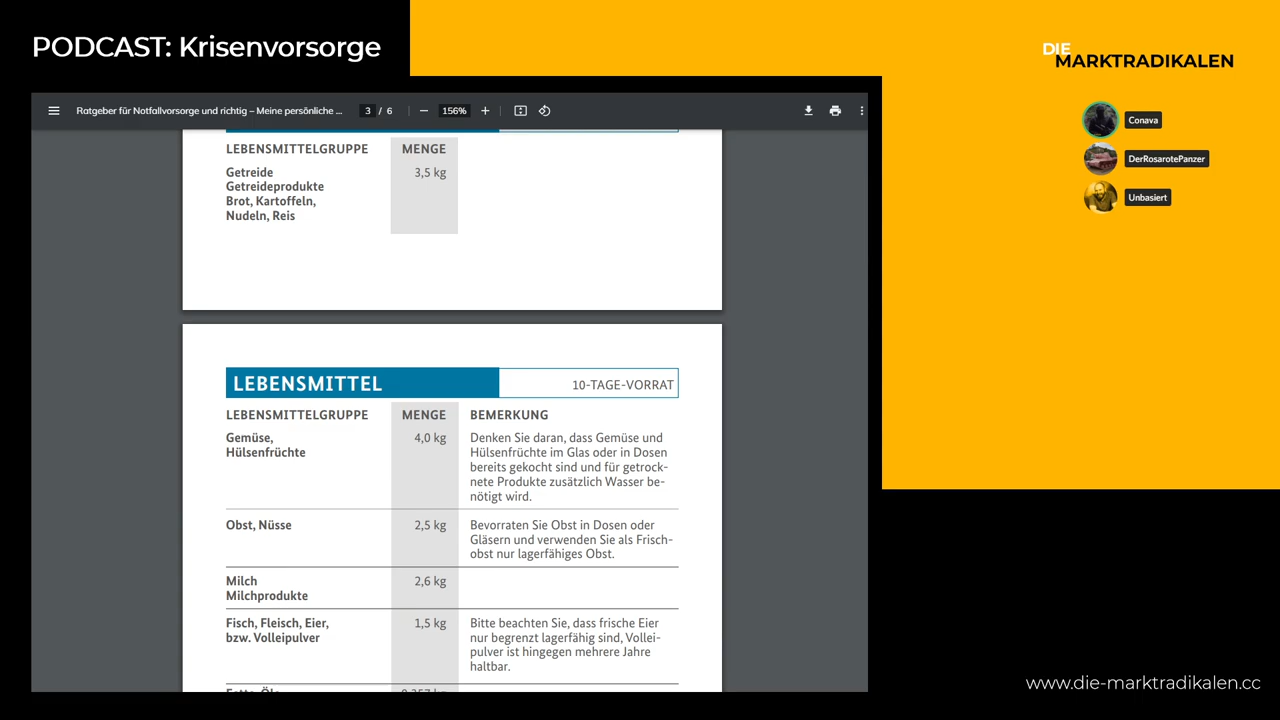 PODCAST: Krisenvorsorge
DIE
MARKTRADIKALEN
Ratgeber für Notfallvorsorge und richtig – Meine persönliche ...
3 / 6
156%
Conava
DerRosarotePanzer
Unbasiert
LEBENSMITTELGRUPPE MENGE
Getreide 3,5 kg
Getreideprodukte
Brot, Kartoffeln,
Nudeln, Reis
LEBENSMITTEL 10-TAGE-VORRAT
LEBENSMITTELGRUPPE MENGE BEMERKUNG
Gemüse, 4,0 kg Denken Sie daran, dass Gemüse und
Hülsenfrüchte Hülsenfrüchte im Glas oder in Dosen
bereits gekocht sind und für getrock-
nete Produkte zusätzlich Wasser be-
nötigt wird.
Obst, Nüsse 2,5 kg Bevorraten Sie Obst in Dosen oder
Gläsern und verwenden Sie als Frisch-
obst nur lagerfähiges Obst.
Milch 2,6 kg
Milchprodukte
Fisch, Fleisch, Eier, 1,5 kg Bitte beachten Sie, dass frische Eier
bzw. Volleipulver nur begrenzt lagerfähig sind, Vollei-
pulver ist hingegen mehrere Jahre
haltbar.
www.die-marktradikalen.cc